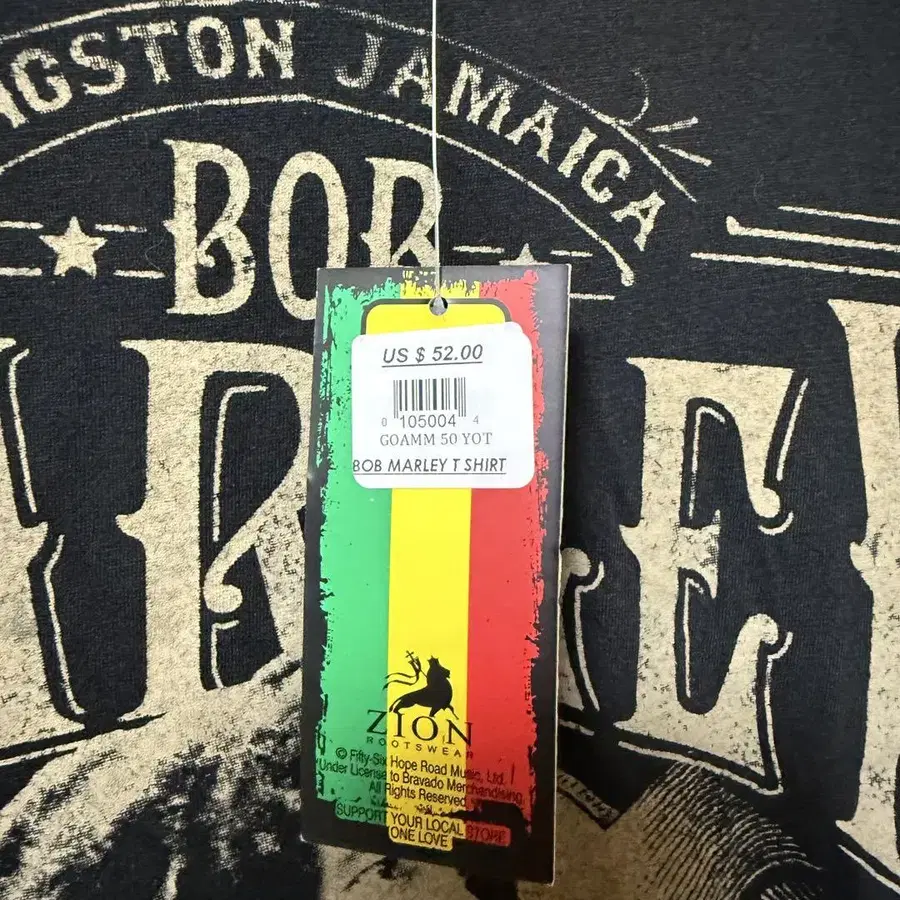 NGSTON JAMAICA
BOB
US $ 52.00
0 105004 4
GOAMM 50 YOT
BOB MARLEY T SHIRT
ZION
ROOTSWEAR
© Fifty-Six Hope Road Music, Ltd.
Under License to Bravado Merchandising.
All Rights Reserved
SUPPORT YOUR LOCAL STORE
ONE LOVE